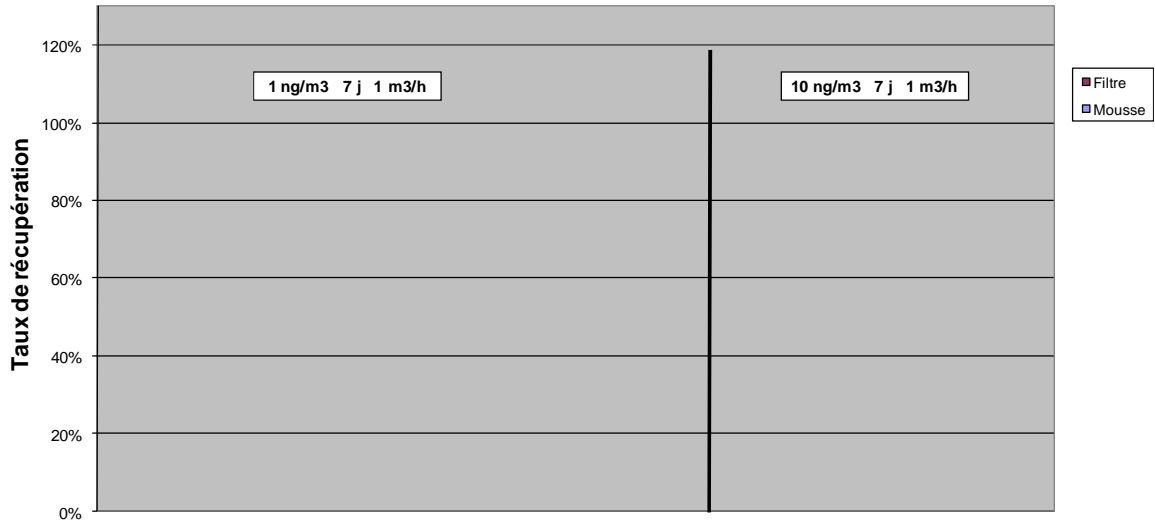 120%
100%
80%
60%
40%
20%
0%
Taux de récupération
1 ng/m3 7 j 1 m3/h
10 ng/m3 7 j 1 m3/h
Filtre
Mousse